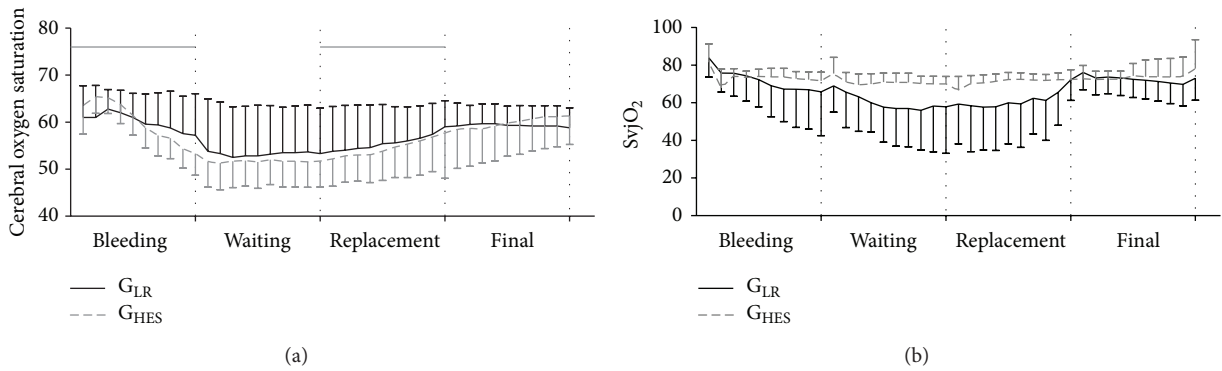 Cerebral oxygen saturation
80
70
60
50
40
Bleeding Waiting Replacement Final
G_LR
G_HES
(a)
SvjO₂
100
80
60
40
20
0
Bleeding Waiting Replacement Final
G_LR
G_HES
(b)